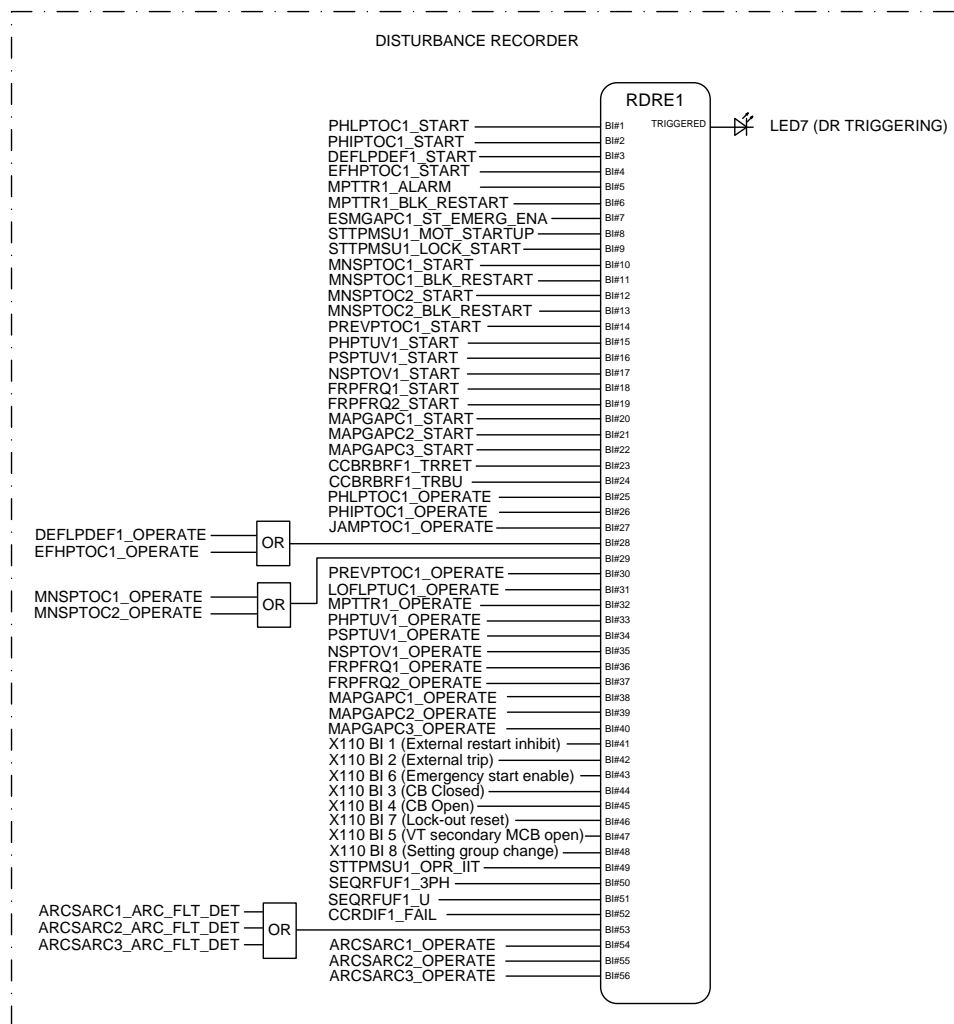 DISTURBANCE RECORDER
RDRE1
PHLPTOC1_START BI#1 TRIGGERED LED7 (DR TRIGGERING)
PHIPTOC1_START BI#2
DEFLPDEF1_START BI#3
EFHPTOC1_START BI#4
MPTTR1_ALARM BI#5
MPTTR1_BLK_RESTART BI#6
ESMGAPC1_ST_EMERG_ENA BI#7
STTPMSU1_MOT_STARTUP BI#8
STTPMSU1_LOCK_START BI#9
MNSPTOC1_START BI#10
MNSPTOC1_BLK_RESTART BI#11
MNSPTOC2_START BI#12
MNSPTOC2_BLK_RESTART BI#13
PREVPTOC1_START BI#14
PHPTUV1_START BI#15
PSPTUV1_START BI#16
NSPTOV1_START BI#17
FRPFRQ1_START BI#18
FRPFRQ2_START BI#19
MAPGAPC1_START BI#20
MAPGAPC2_START BI#21
MAPGAPC3_START BI#22
CCBRBRF1_TRRET BI#23
CCBRBRF1_TRBU BI#24
PHLPTOC1_OPERATE BI#25
PHIPTOC1_OPERATE BI#26
JAMPTOC1_OPERATE BI#27
DEFLPDEF1_OPERATE
EFHPTOC1_OPERATE
OR BI#28
BI#29
MNSPTOC1_OPERATE
MNSPTOC2_OPERATE
OR
PREVPTOC1_OPERATE BI#30
LOFLPTUC1_OPERATE BI#31
MPTTR1_OPERATE BI#32
PHPTUV1_OPERATE BI#33
PSPTUV1_OPERATE BI#34
NSPTOV1_OPERATE BI#35
FRPFRQ1_OPERATE BI#36
FRPFRQ2_OPERATE BI#37
MAPGAPC1_OPERATE BI#38
MAPGAPC2_OPERATE BI#39
MAPGAPC3_OPERATE BI#40
X110 BI 1 (External restart inhibit) BI#41
X110 BI 2 (External trip) BI#42
X110 BI 6 (Emergency start enable) BI#43
X110 BI 3 (CB Closed) BI#44
X110 BI 4 (CB Open) BI#45
X110 BI 7 (Lock-out reset) BI#46
X110 BI 5 (VT secondary MCB open) BI#47
X110 BI 8 (Setting group change) BI#48
STTPMSU1_OPR_IIT BI#49
SEQRFUF1_3PH BI#50
SEQRFUF1_U BI#51
CCRDIF1_FAIL BI#52
ARCSARC1_ARC_FLT_DET
ARCSARC2_ARC_FLT_DET
ARCSARC3_ARC_FLT_DET
OR BI#53
ARCSARC1_OPERATE BI#54
ARCSARC2_OPERATE BI#55
ARCSARC3_OPERATE BI#56